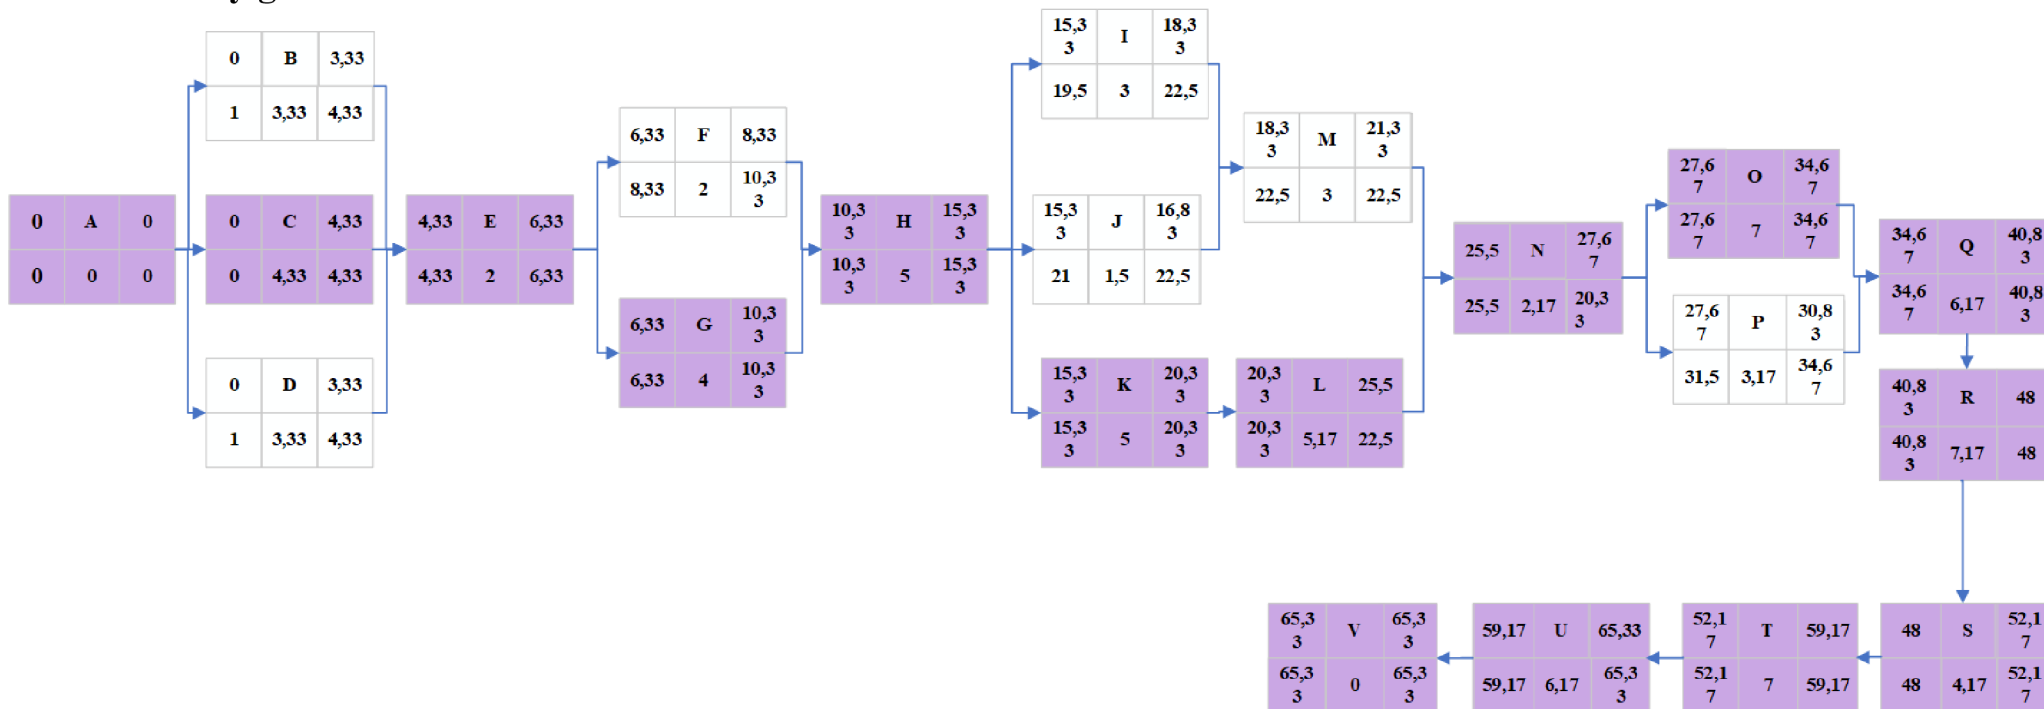 0 B 3,33
1 3,33 4,33
0 A 0
0 0 0
0 C 4,33
0 4,33 4,33
0 D 3,33
1 3,33 4,33
4,33 E 6,33
4,33 2 6,33
6,33 F 8,33
8,33 2 10,33
6,33 G 10,33
6,33 4 10,33
10,33 H 15,33
10,33 5 15,33
15,33 I 18,33
19,5 3 22,5
15,33 J 16,83
21 1,5 22,5
15,33 K 20,33
15,33 5 20,33
18,33 M 21,33
22,5 3 22,5
20,33 L 25,5
20,33 5,17 22,5
25,5 N 27,67
25,5 2,17 20,33
27,67 O 34,67
27,67 7 34,67
27,67 P 30,83
31,5 3,17 34,67
34,67 Q 40,83
34,67 6,17 40,83
40,83 R 48
40,83 7,17 48
48 S 52,17
48 4,17 52,17
52,17 T 59,17
52,17 7 59,17
59,17 U 65,33
59,17 6,17 65,33
65,33 V 65,33
65,33 0 65,33